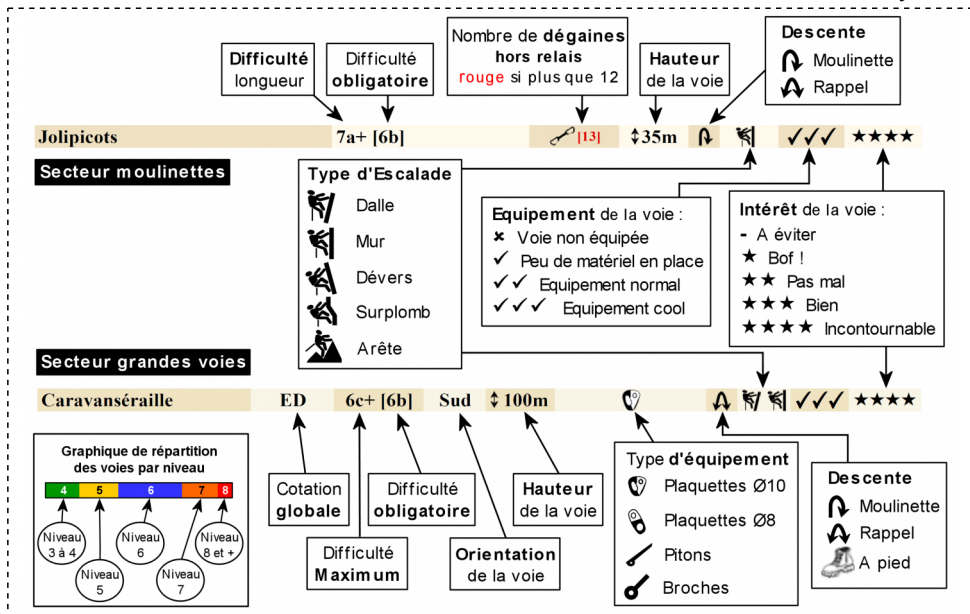 Difficulté
longueur
Difficulté
obligatoire
Nombre de dégaines
hors relais
rouge si plus que 12
Hauteur
de la voie
Descente
Moulinette
Rappel
Jolipicots 7a+ [6b] [13] 35m
Secteur moulinettes
Type d'Escalade
Dalle
Mur
Dévers
Surplomb
Arête
Equipement de la voie :
Voie non équipée
Peu de matériel en place
Equipement normal
Equipement cool
Intérêt de la voie :
- A éviter
Bof !
Pas mal
Bien
Incontournable
Secteur grandes voies
Caravanséraille ED 6c+ [6b] Sud 100m
Graphique de répartition
des voies par niveau
4 5 6 7 8
Niveau
3 à 4
Niveau
5
Niveau
6
Niveau
7
Niveau
8 et +
Cotation
globale
Difficulté
Maximum
Difficulté
obligatoire
Orientation
de la voie
Hauteur
de la voie
Type d'équipement
Plaquettes Ø10
Plaquettes Ø8
Pitons
Broches
Descente
Moulinette
Rappel
A pied